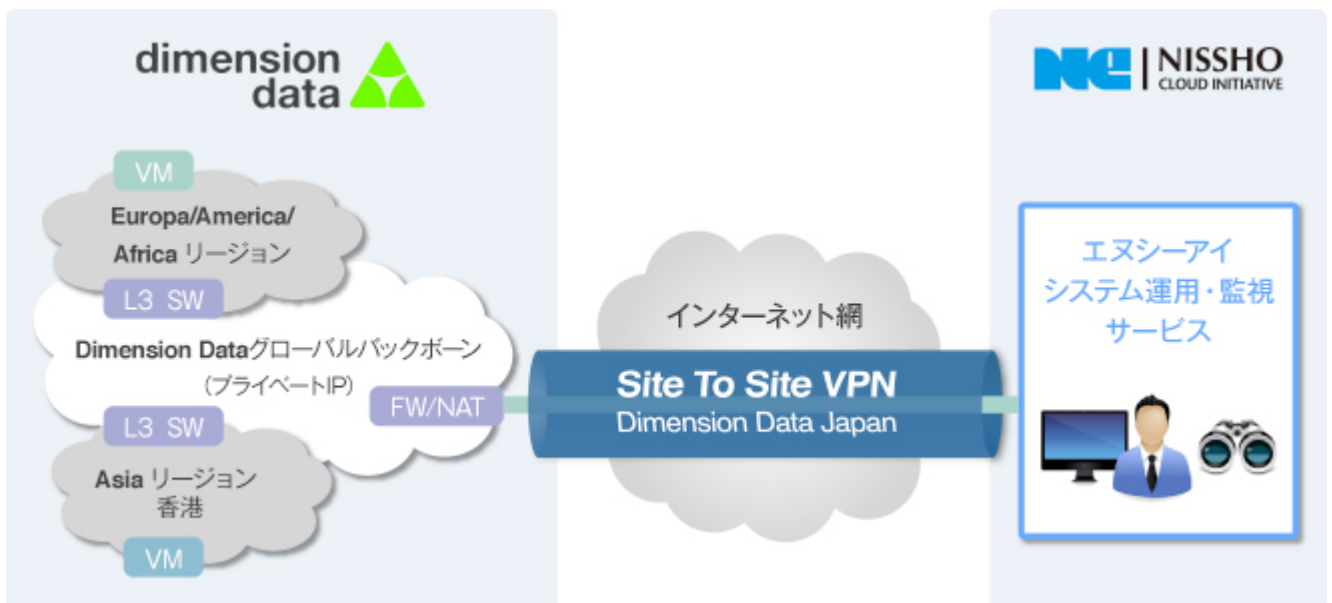 dimension
data
VM
Europa/America/
Africa リージョン
L3 SW
Dimension Dataグローバルバックボーン
(プライベートIP)
FW/NAT
L3 SW
Asia リージョン
香港
VM
インターネット網
Site To Site VPN
Dimension Data Japan
NISSHO
CLOUD INITIATIVE
エヌシーアイ
システム運用・監視
サービス